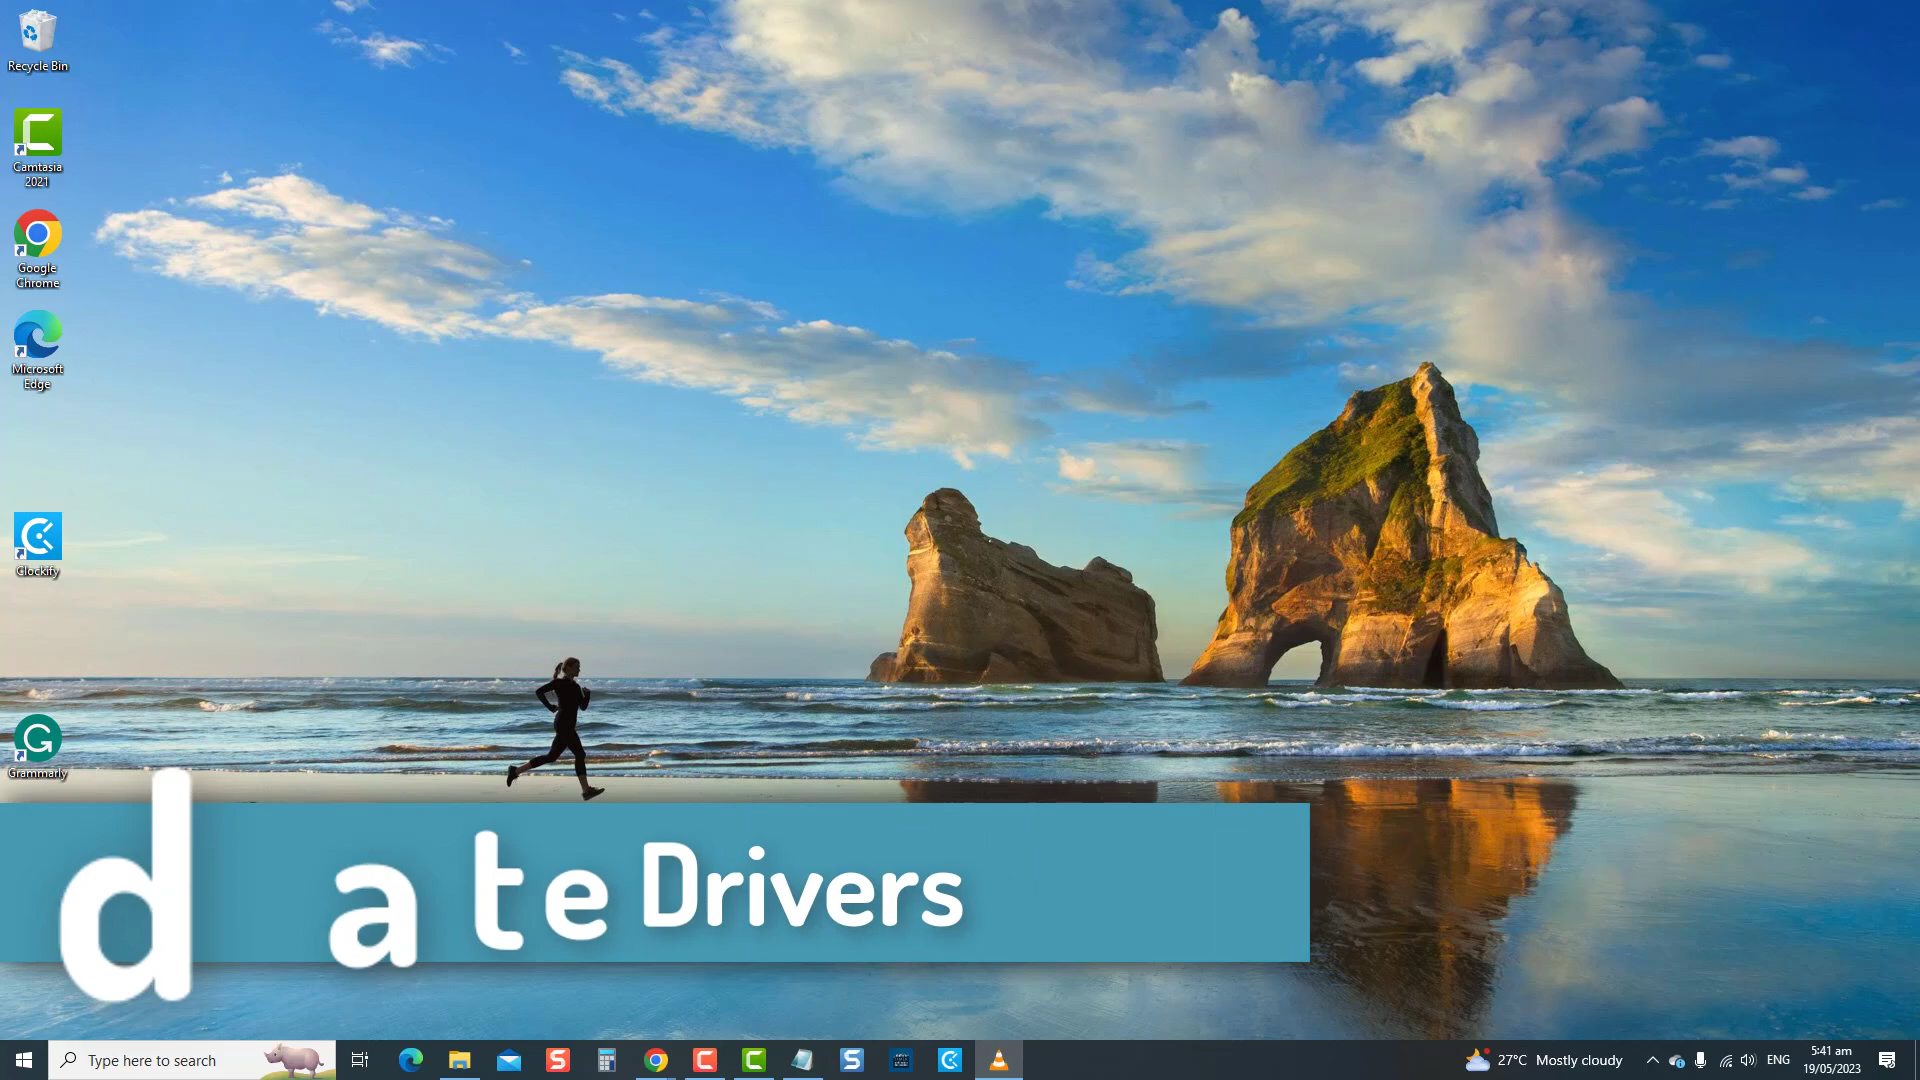 Recycle Bin
Camtasia
2021
Google
Chrome
Microsoft
Edge
Clockify
Grammarly
d a t e Drivers
Type here to search
27°C Mostly cloudy
ENG
5:41 am
19/05/2023